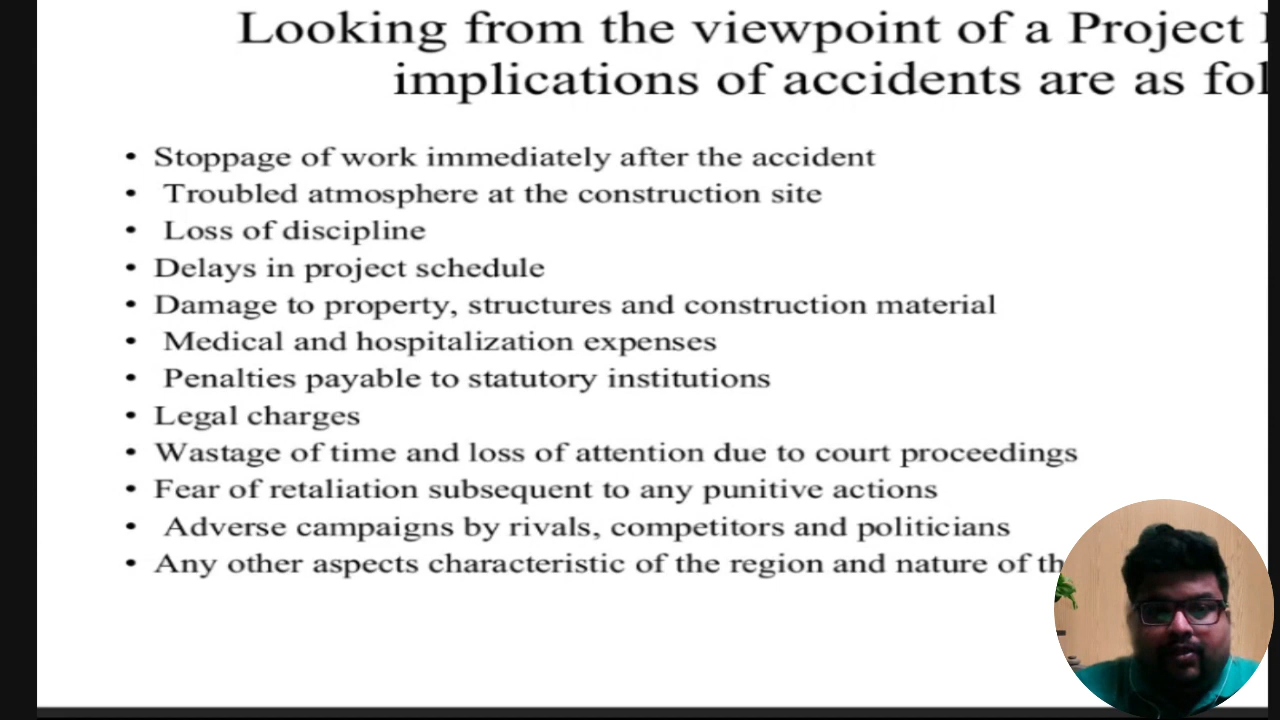 Looking from the viewpoint of a Project
implications of accidents are as
• Stoppage of work immediately after the accident
• Troubled atmosphere at the construction site
• Loss of discipline
• Delays in project schedule
• Damage to property, structures and construction material
• Medical and hospitalization expenses
• Penalties payable to statutory institutions
• Legal charges
• Wastage of time and loss of attention due to court proceedings
• Fear of retaliation subsequent to any punitive actions
• Adverse campaigns by rivals, competitors and politicians
• Any other aspects characteristic of the region and nature of